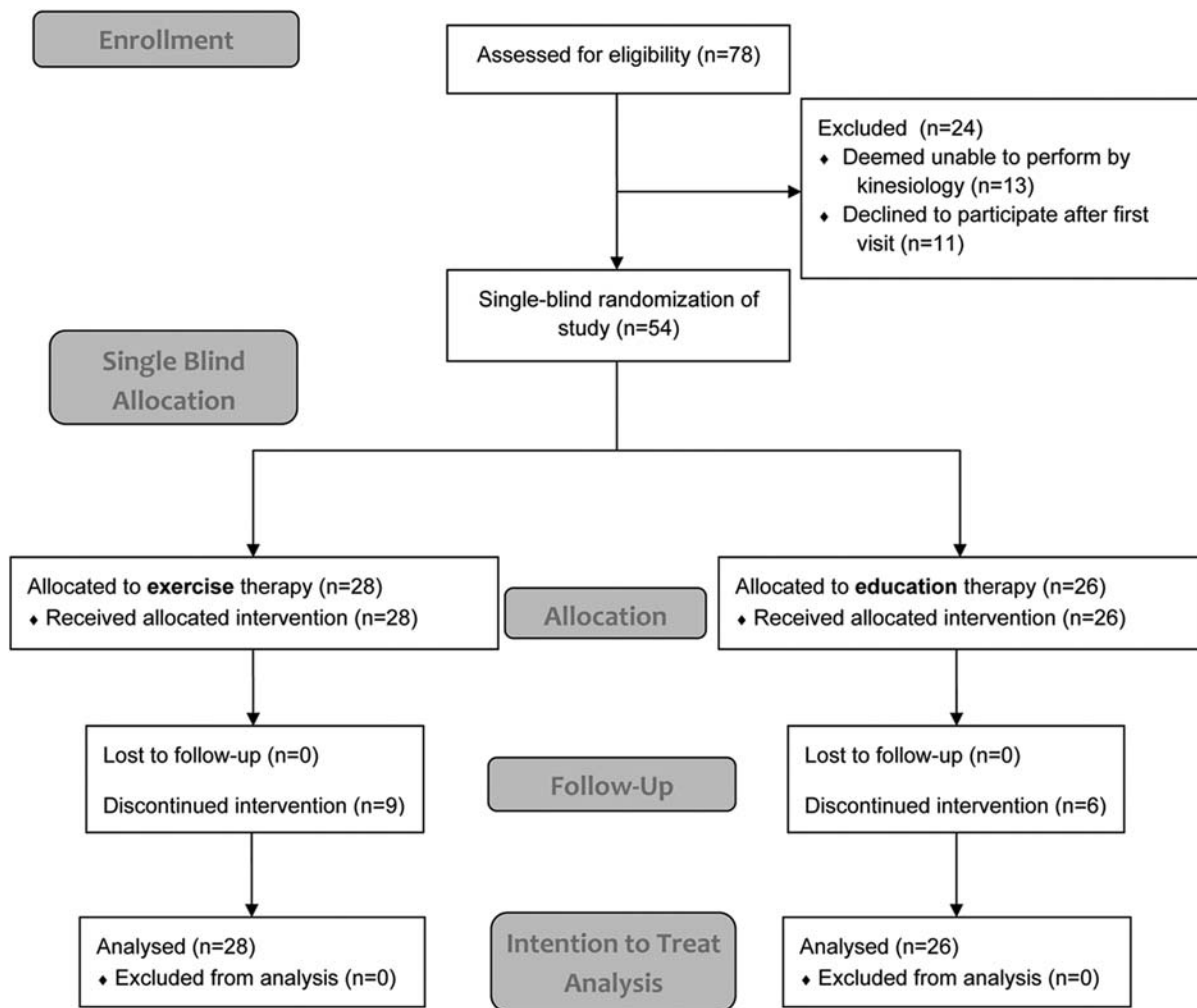 Enrollment
Assessed for eligibility (n=78)
Excluded  (n=24)
♦ Deemed unable to perform by
kinesiology (n=13)
♦ Declined to participate after first
visit (n=11)
Single-blind randomization of
study (n=54)
Single Blind
Allocation
Allocated to exercise therapy (n=28)
♦ Received allocated intervention (n=28)
Allocation
Allocated to education therapy (n=26)
♦ Received allocated intervention (n=26)
Lost to follow-up (n=0)
Discontinued intervention (n=9)
Follow-Up
Lost to follow-up (n=0)
Discontinued intervention (n=6)
Analysed (n=28)
♦ Excluded from analysis (n=0)
Intention to Treat
Analysis
Analysed (n=26)
♦ Excluded from analysis (n=0)